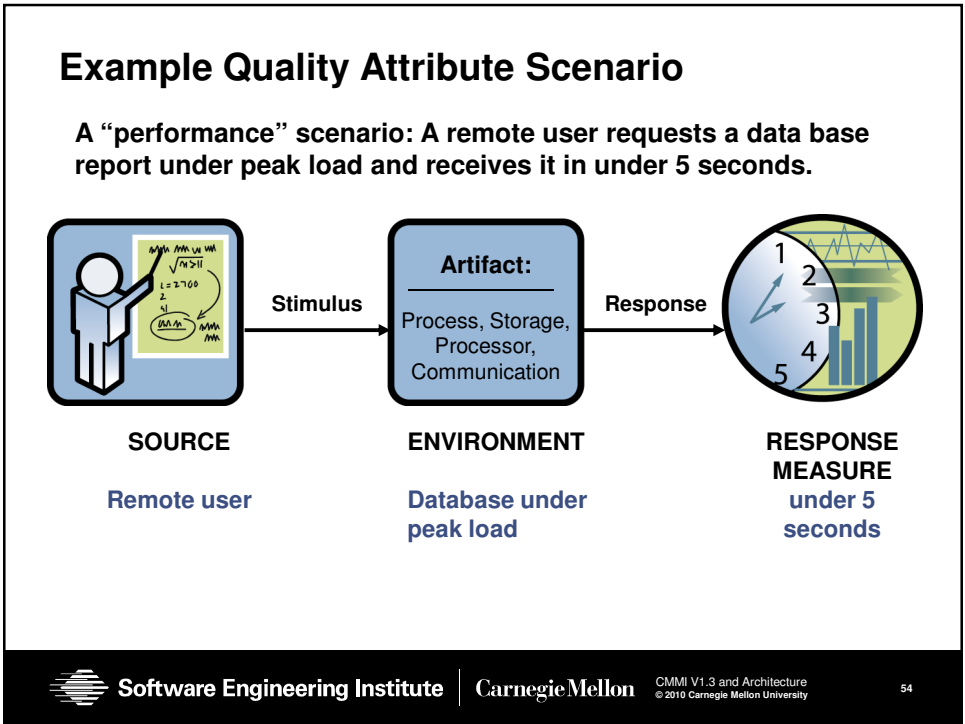 Example Quality Attribute Scenario
A “performance” scenario: A remote user requests a data base
report under peak load and receives it in under 5 seconds.
Stimulus
Artifact:
Process, Storage,
Processor,
Communication
Response
1
2
3
4
5
SOURCE
Remote user
ENVIRONMENT
Database under
peak load
RESPONSE
MEASURE
under 5
seconds
Software Engineering Institute
CarnegieMellon
CMMI V1.3 and Architecture
© 2010 Carnegie Mellon University
54